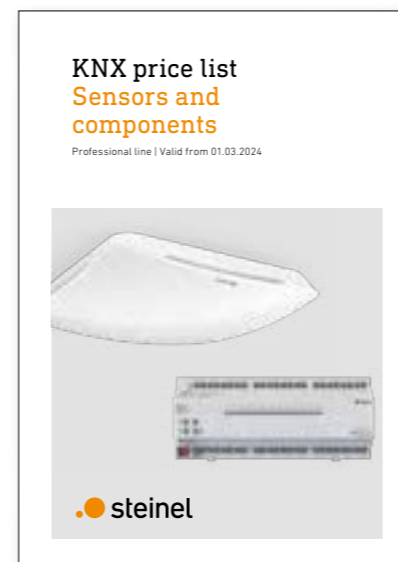 KNX price list
Sensors and
components
Professional line | Valid from 01.03.2024
steinel